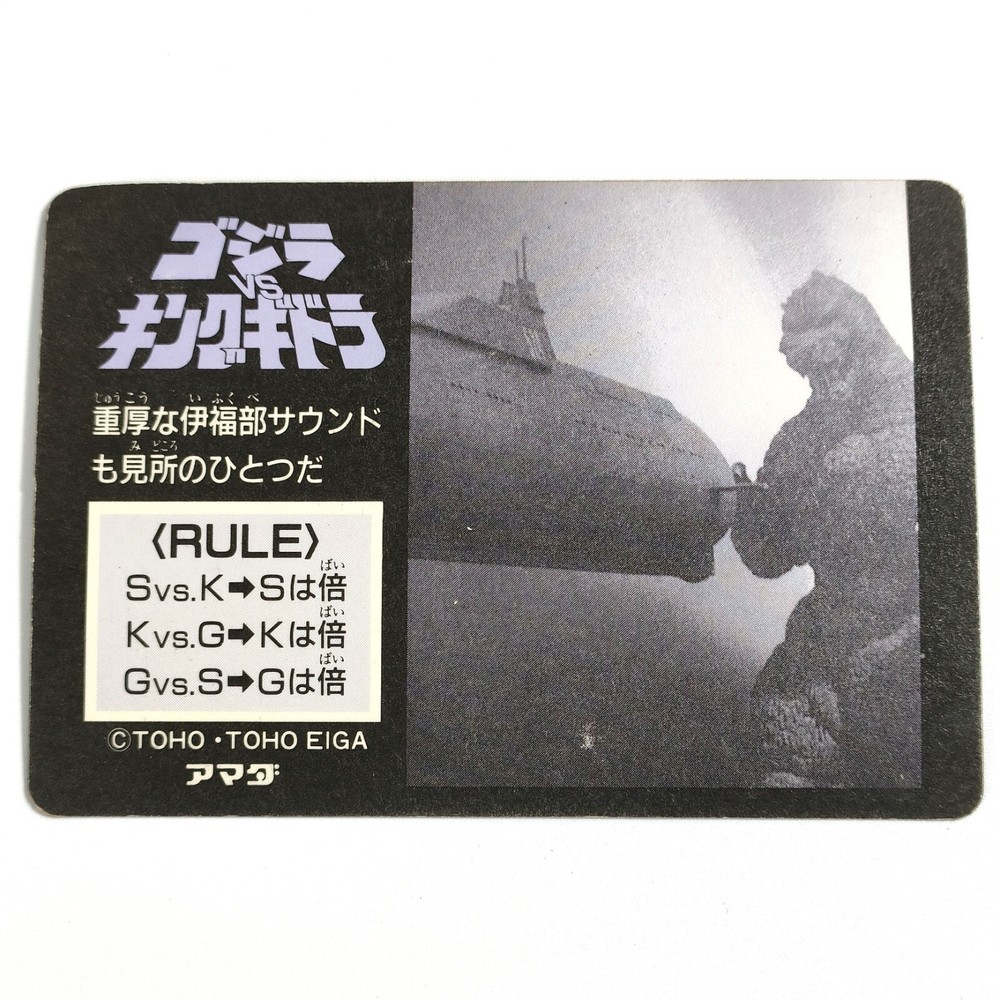 ゴジラ
VS
キングギドラ
じゅうこう い ふく べ
重厚な伊福部サウンド
み どころ
も見所のひとつだ
〈RULE〉
ばい
Svs.K➡Sは倍
ばい
Kvs.G➡Kは倍
ばい
Gvs.S➡Gは倍
©TOHO・TOHO EIGA
アマダ